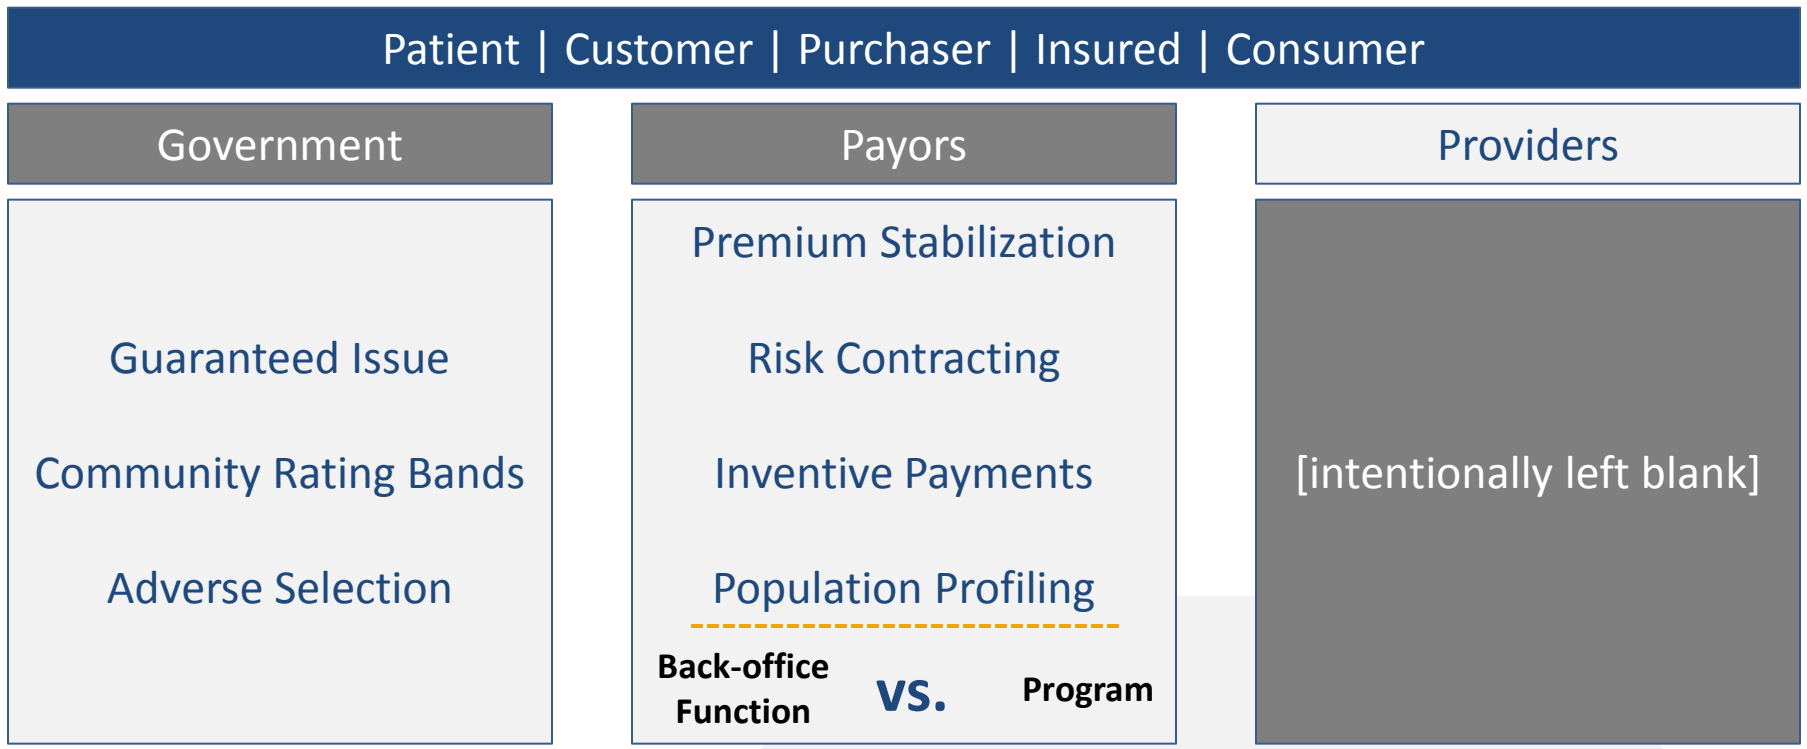 Patient | Customer | Purchaser | Insured | Consumer
Government
Guaranteed Issue
Community Rating Bands
Adverse Selection
Payors
Premium Stabilization
Risk Contracting
Inventive Payments
Population Profiling
Back-office
Function
vs.
Program
Providers
[intentionally left blank]